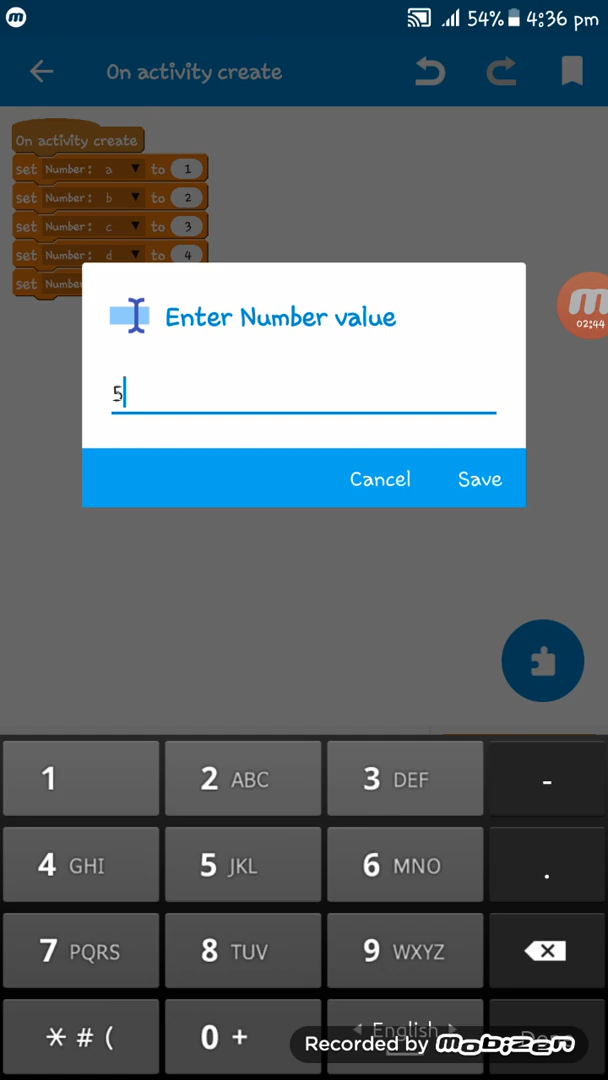 54% 4:36 pm
On activity create
On activity create
set Number: a to 1
set Number: b to 2
set Number: c to 3
set Number: d to 4
set Number
02:44
Enter Number value
5
Cancel Save
1 2 ABC 3 DEF -
4 GHI 5 JKL 6 MNO .
7 PQRS 8 TUV 9 WXYZ
* # ( 0 + English Done
Recorded by mobizen